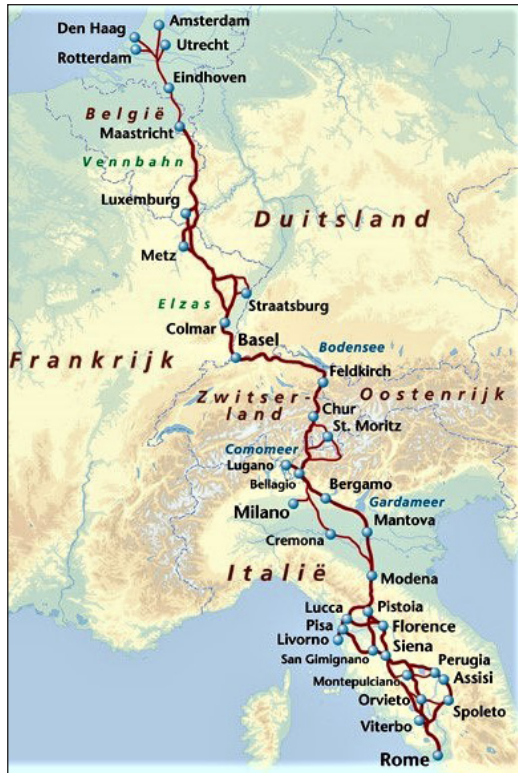 Amsterdam
Den Haag
Utrecht
Rotterdam
Eindhoven
België
Maastricht
Vennbahn
Luxemburg
Duitsland
Metz
Elzas
Straatsburg
Colmar
Basel
Bodensee
Frankrijk
Feldkirch
Zwitser-
land
Oostenrijk
Chur
St. Moritz
Comomeer
Lugano
Bellagio
Bergamo
Gardameer
Milano
Mantova
Cremona
Italië
Modena
Lucca
Pistoia
Pisa
Florence
Livorno
Siena
San Gimignano
Perugia
Montepulciano
Assisi
Orvieto
Spoleto
Viterbo
Rome